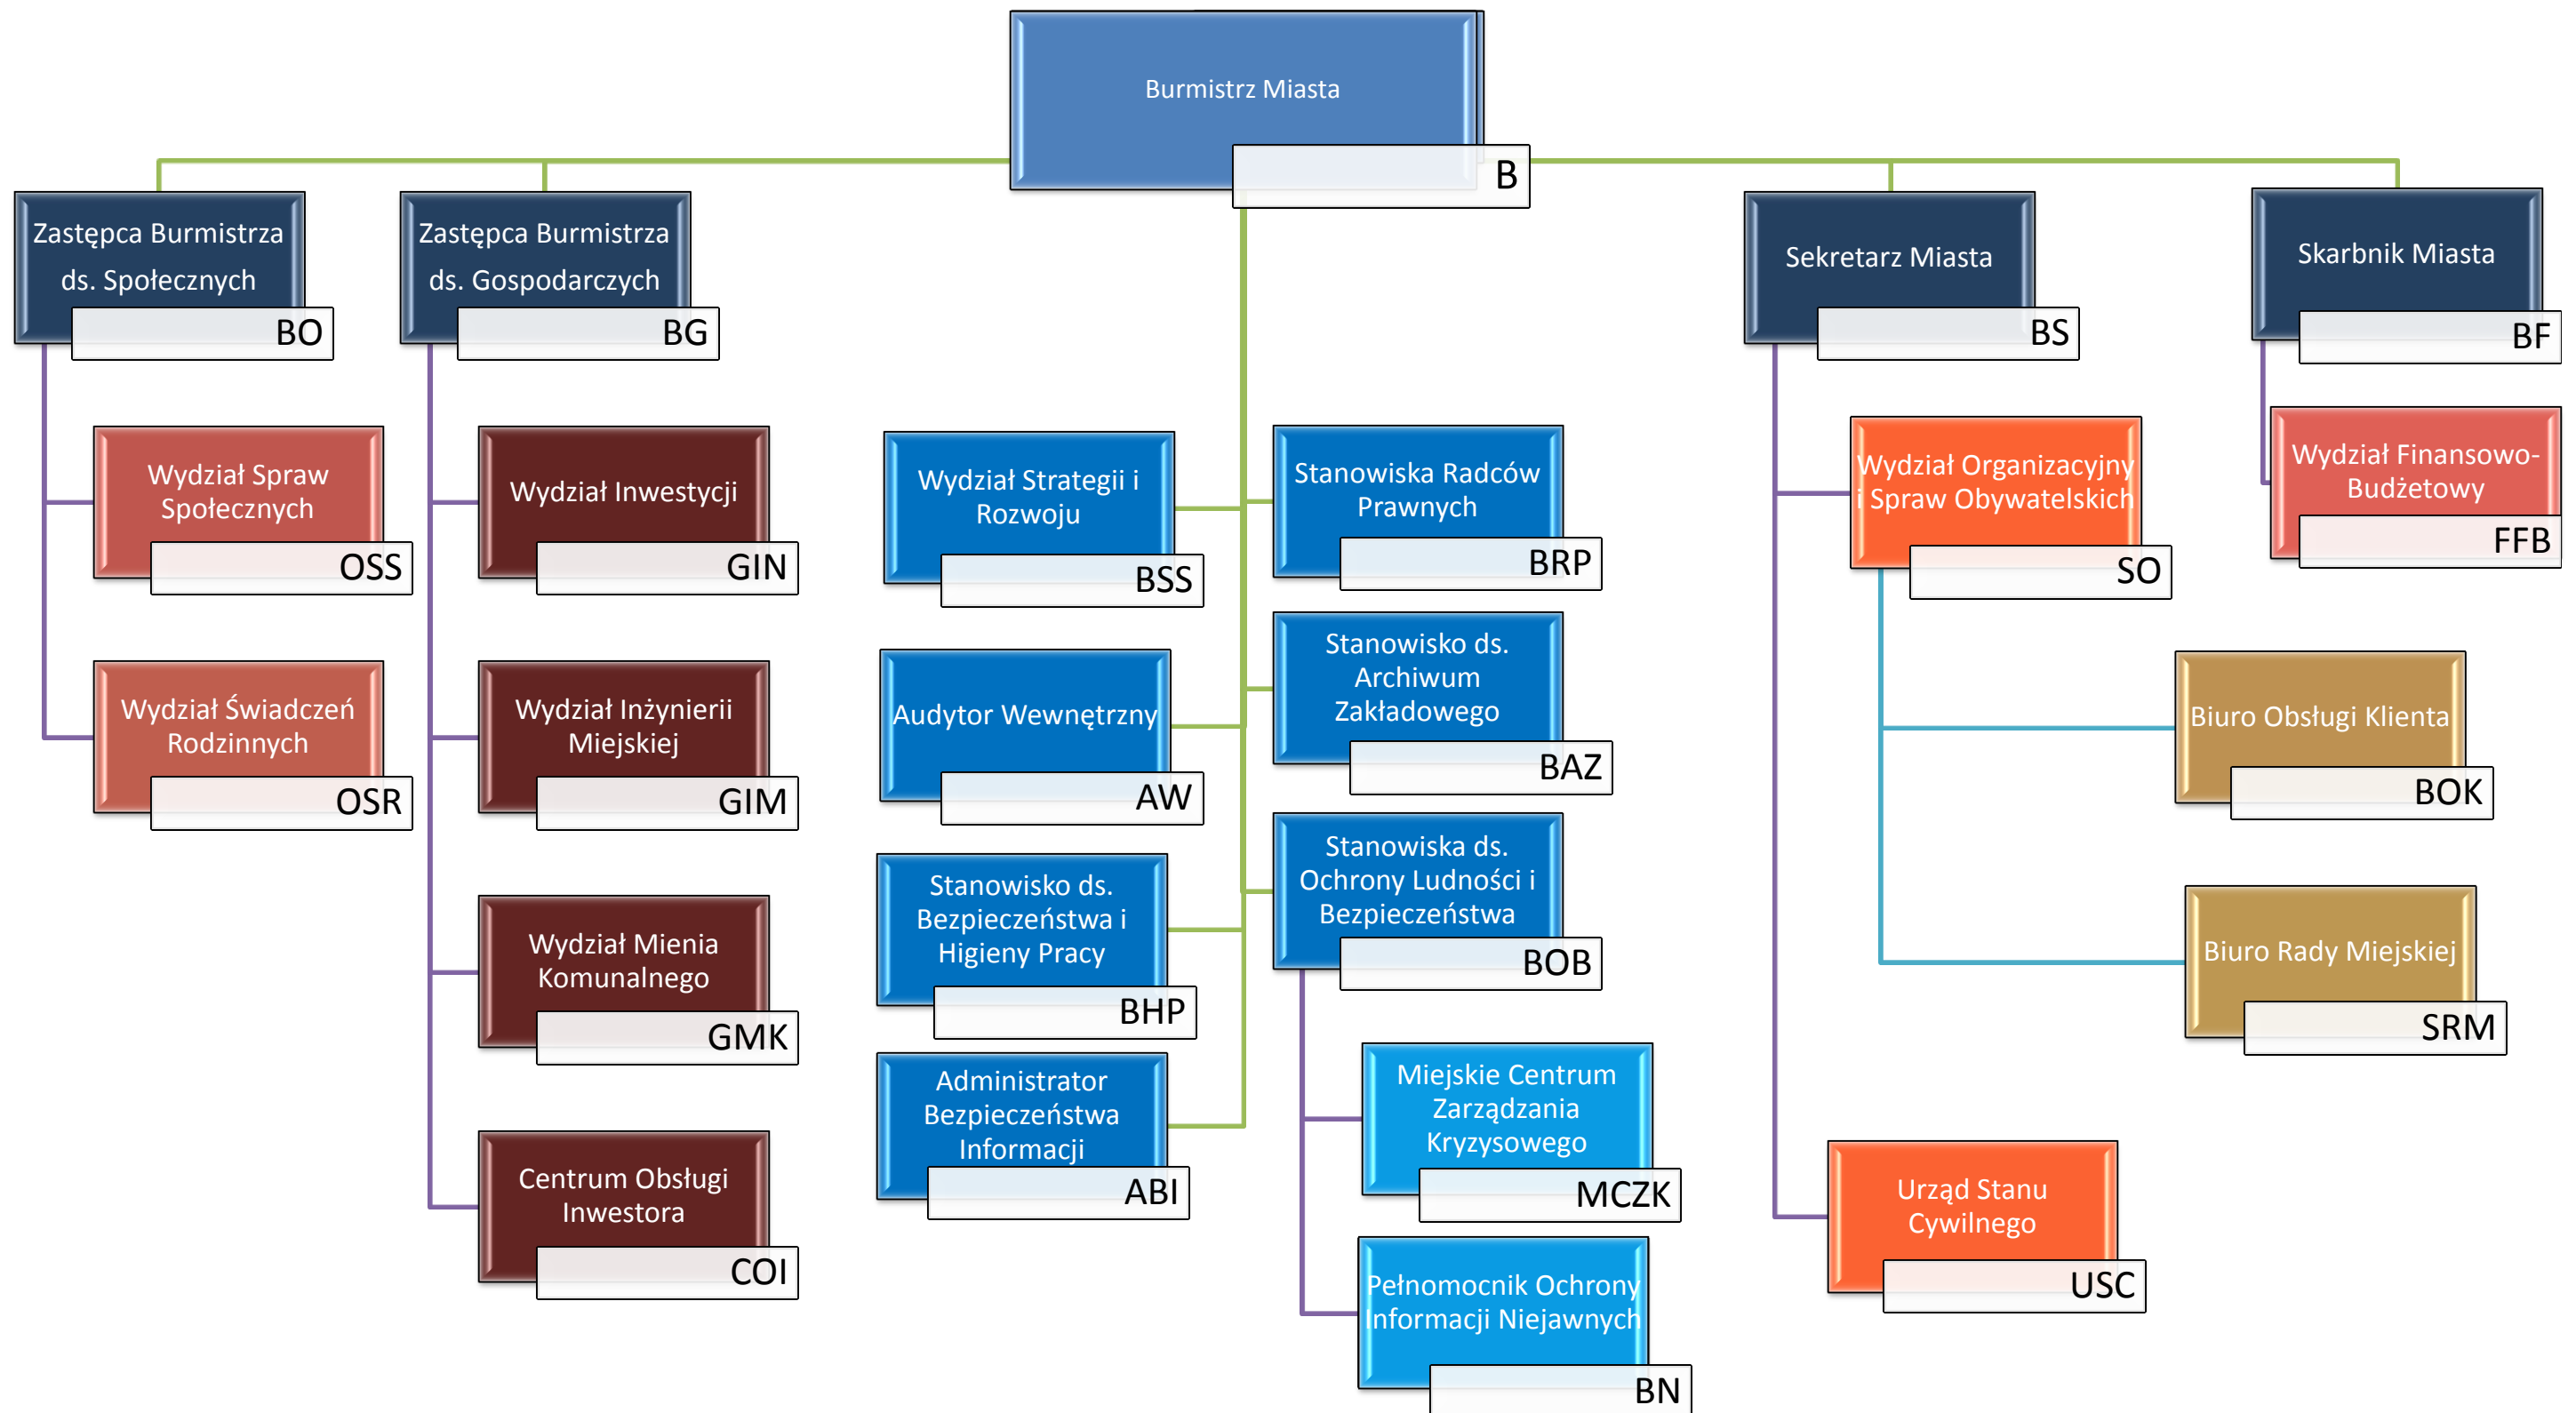 Burmistrz Miasta
B
Zastępca Burmistrza
ds. Społecznych
BO
Zastępca Burmistrza
ds. Gospodarczych
BG
Sekretarz Miasta
BS
Skarbnik Miasta
BF
Wydział Spraw
Społecznych
OSS
Wydział Świadczeń
Rodzinnych
OSR
Wydział Inwestycji
GIN
Wydział Inżynierii
Miejskiej
GIM
Wydział Mienia
Komunalnego
GMK
Centrum Obsługi
Inwestora
COI
Wydział Strategii i
Rozwoju
BSS
Audytor Wewnętrzny
AW
Stanowisko ds.
Bezpieczeństwa i
Higieny Pracy
BHP
Administrator
Bezpieczeństwa
Informacji
ABI
Stanowiska Radców
Prawnych
BRP
Stanowisko ds.
Archiwum
Zakładowego
BAZ
Stanowiska ds.
Ochrony Ludności i
Bezpieczeństwa
BOB
Miejskie Centrum
Zarządzania
Kryzysowego
MCZK
Pełnomocnik Ochrony
Informacji Niejawnych
BN
Wydział Organizacyjny
i Spraw Obywatelskich
SO
Biuro Obsługi Klienta
BOK
Biuro Rady Miejskiej
SRM
Urząd Stanu
Cywilnego
USC
Wydział Finansowo-
Budżetowy
FFB